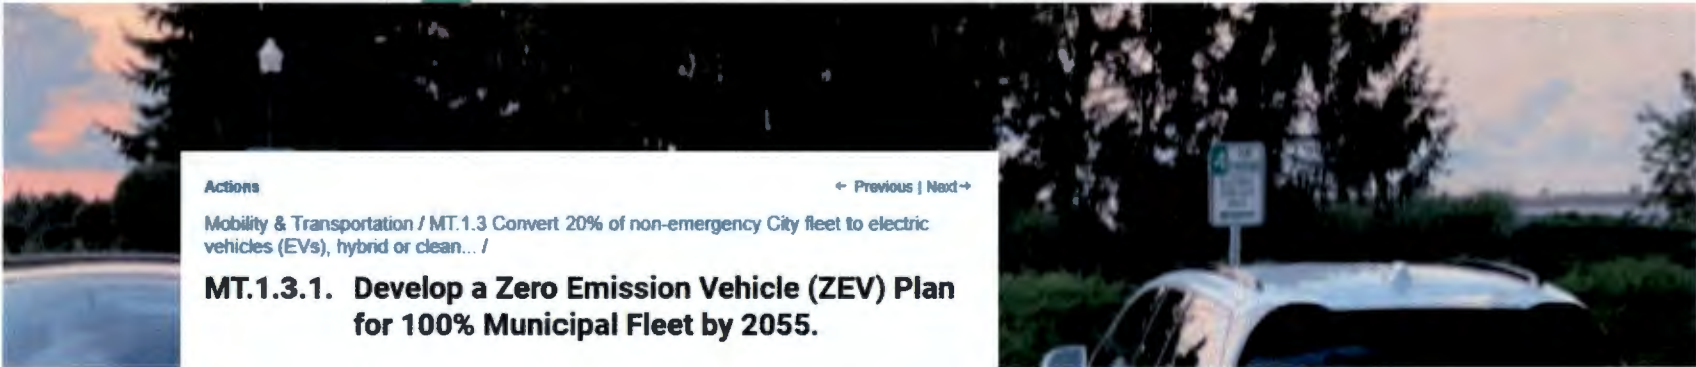 Actions
← Previous | Next→
Mobility & Transportation / MT.1.3 Convert 20% of non-emergency City fleet to electric
vehicles (EVs), hybrid or clean... /
MT.1.3.1. Develop a Zero Emission Vehicle (ZEV) Plan
for 100% Municipal Fleet by 2055.